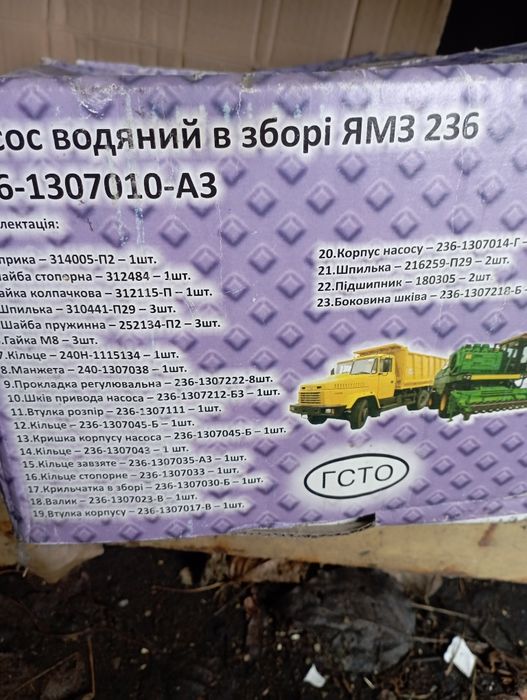 сос водяний в зборі ЯМЗ 236
6-1307010-А3
лектація:
прика – 314005-П2 – 1шт.
айба стопорна – 312484 – 1шт.
айка колпачкова – 312115-П – 1шт.
Шпилька – 310441-П29 – 3шт.
Шайба пружинна – 252134-П2 – 3шт.
.Гайка М8 – 3шт.
7.Кільце – 240Н-1115134 – 1шт.
8.Манжета – 240-1307038 – 1шт.
9.Прокладка регулювальна – 236-1307222-8шт.
10.Шків привода насоса – 236-1307212-Б3 – 1шт.
11.Втулка розпір – 236-1307111 – 1шт.
12.Кільце – 236-1307045-Б – 1шт.
13.Кришка корпусу насоса – 236-1307045-Б – 1шт.
14.Кільце – 236-1307043 – 1 шт.
15.Кільце завзяте – 236-1307035-А3 – 1шт.
16.Кільце стопорне – 236-1307033 – 1шт.
17.Крильчатка в зборі – 236-1307030-Б – 1шт.
18.Валик – 236-1307023-В – 1шт.
19.Втулка корпусу – 236-1307017-В – 1шт.
20.Корпус насосу – 236-1307014-Г –
21.Шпилька – 216259-П29 – 2шт.
22.Підшипник – 180305 – 2шт
23.Боковина шківа – 236-1307218-Б –
ГСТО